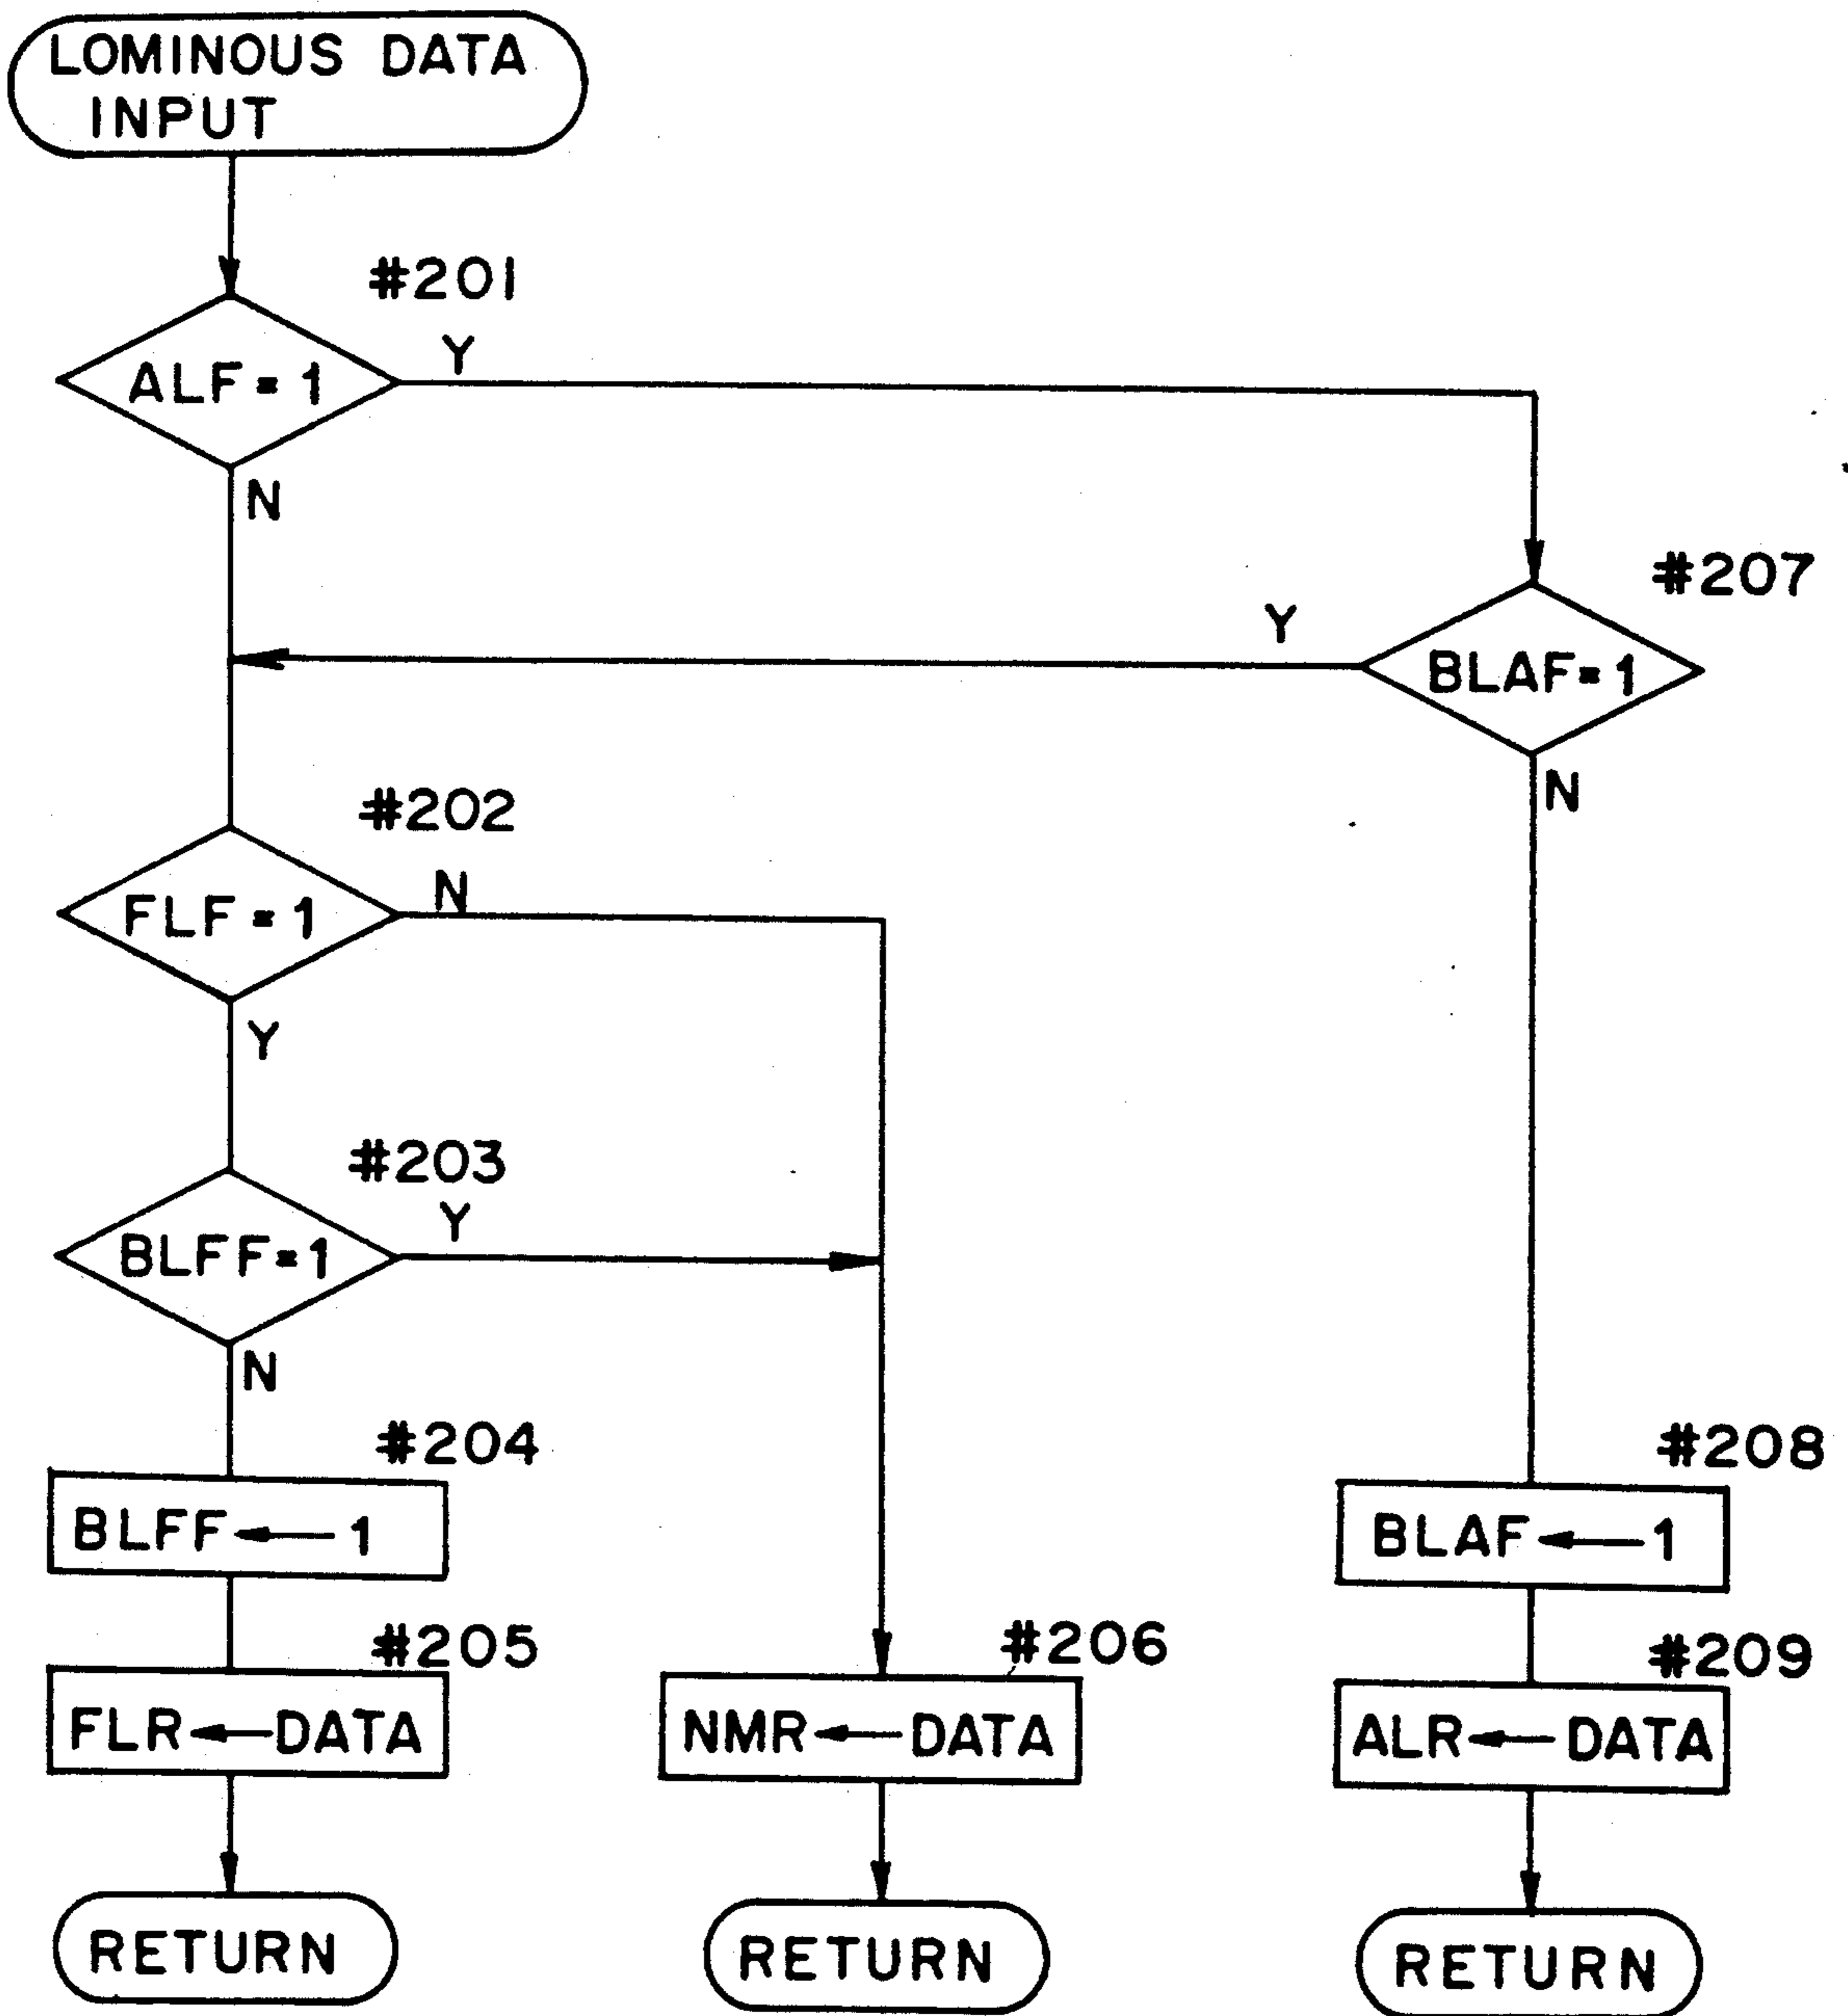 LOMINOUS DATA
INPUT
#201
ALF=1
Y
N
#207
BLAF=1
Y
N
#202
FLF=1
N
Y
#203
BLFF=1
Y
N
#204
BLFF←1
#205
FLR←DATA
RETURN
#206
NMR←DATA
RETURN
#208
BLAF←1
#209
ALR←DATA
RETURN